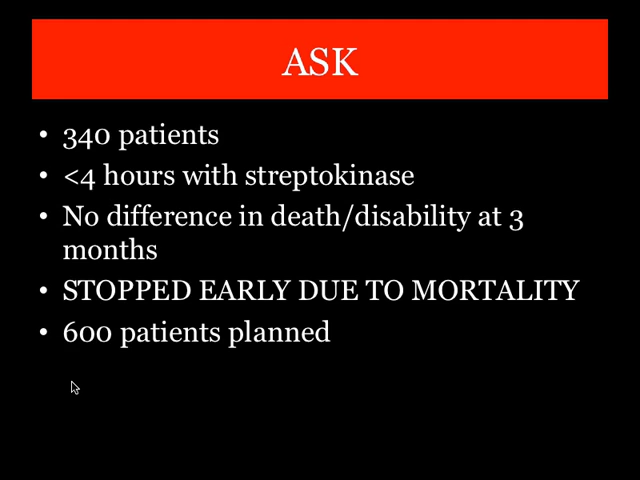 ASK
• 340 patients
• <4 hours with streptokinase
• No difference in death/disability at 3
months
• STOPPED EARLY DUE TO MORTALITY
• 600 patients planned